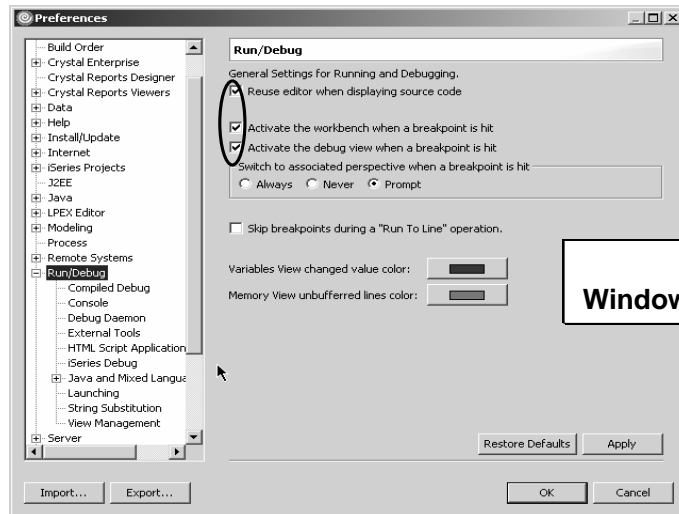 Preferences
Build Order
Crystal Enterprise
Crystal Reports Designer
Crystal Reports Viewers
Data
Help
Install/Update
Internet
iSeries Projects
J2EE
Java
LPEX Editor
Modeling
Process
Remote Systems
Run/Debug
Compiled Debug
Console
Debug Daemon
External Tools
HTML Script Application
iSeries Debug
Java and Mixed Langua
Launching
String Substitution
View Management
Server
Import...
Export...
Run/Debug
General Settings for Running and Debugging.
Reuse editor when displaying source code
Activate the workbench when a breakpoint is hit
Activate the debug view when a breakpoint is hit
Switch to associated perspective when a breakpoint is hit
Always Never Prompt
Skip breakpoints during a "Run To Line" operation.
Variables View changed value color:
Memory View unbufferred lines color:
Window
Restore Defaults Apply
OK Cancel